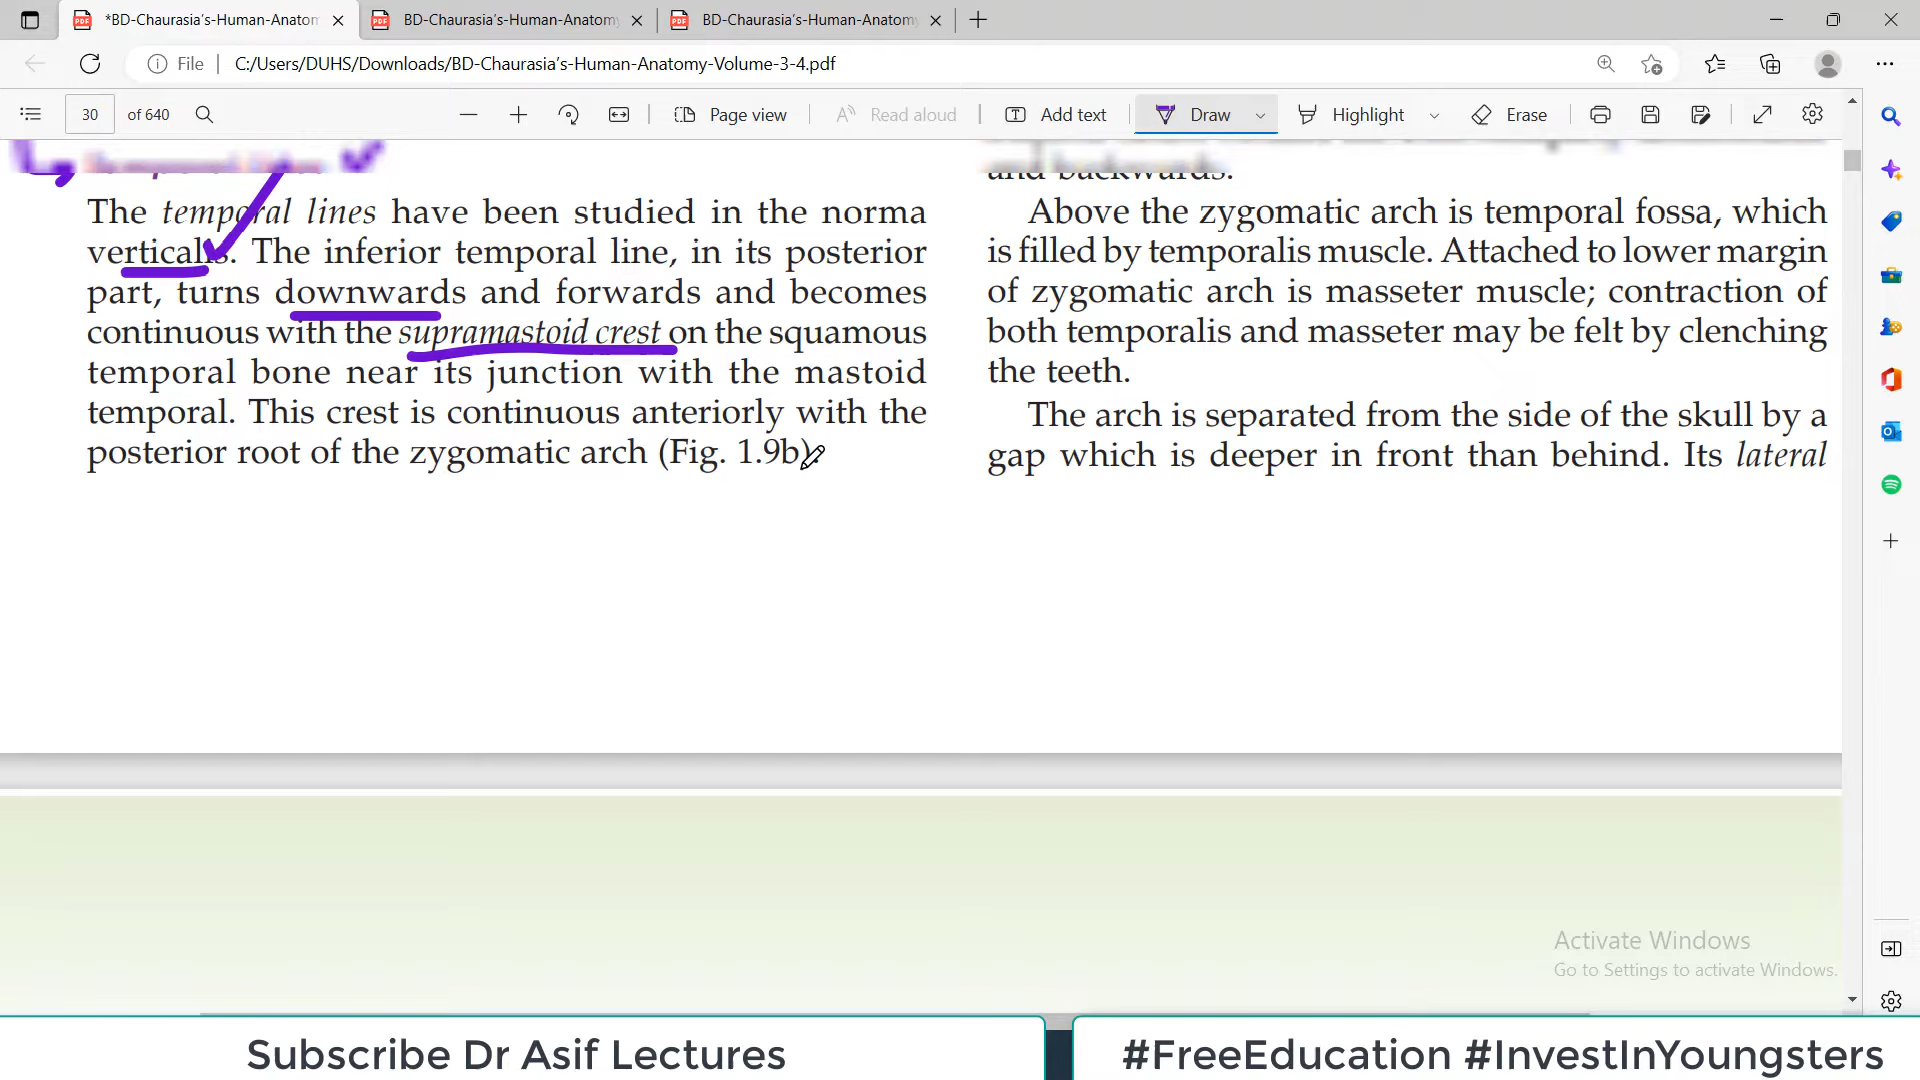 *BD-Chaurasia's-Human-Anaton
BD-Chaurasia's-Human-Anatomy
BD-Chaurasia's-Human-Anatomy
File
C:/Users/DUHS/Downloads/BD-Chaurasia's-Human-Anatomy-Volume-3-4.pdf
30 of 640
Page view
Read aloud
Add text
Draw
Highlight
Erase
The temporal lines have been studied in the norma
verticalis. The inferior temporal line, in its posterior
part, turns downwards and forwards and becomes
continuous with the supramastoid crest on the squamous
temporal bone near its junction with the mastoid
temporal. This crest is continuous anteriorly with the
posterior root of the zygomatic arch (Fig. 1.9b).
and backwards.
Above the zygomatic arch is temporal fossa, which
is filled by temporalis muscle. Attached to lower margin
of zygomatic arch is masseter muscle; contraction of
both temporalis and masseter may be felt by clenching
the teeth.
The arch is separated from the side of the skull by a
gap which is deeper in front than behind. Its lateral
Activate Windows
Go to Settings to activate Windows.
Subscribe Dr Asif Lectures
#FreeEducation #InvestInYoungsters